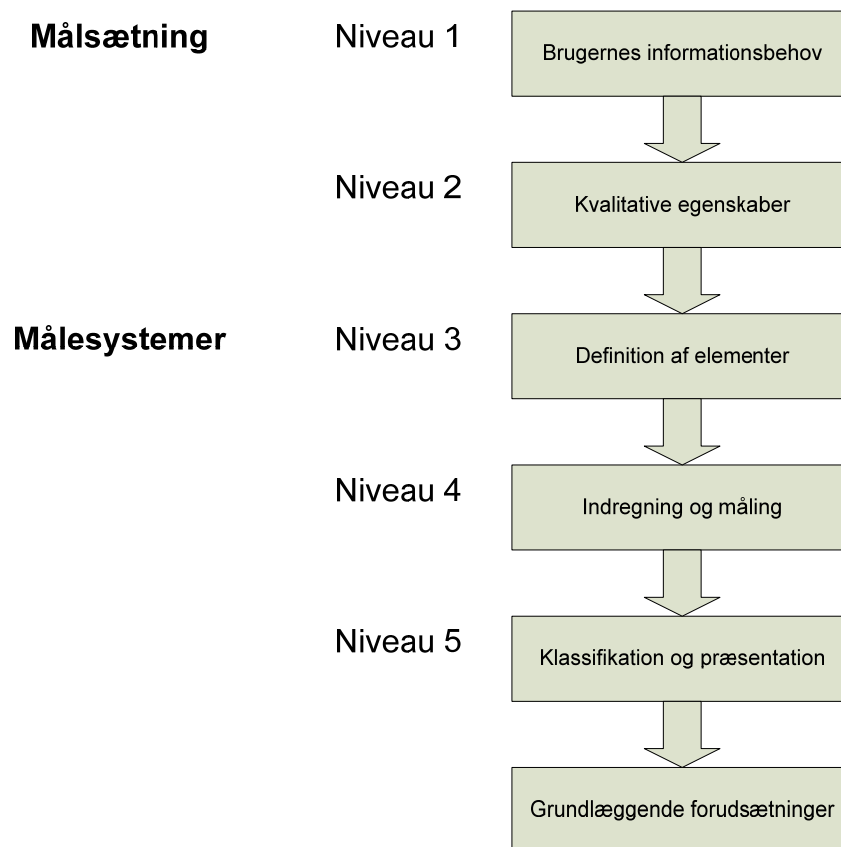 Målsætning
Niveau 1
Brugernes informationsbehov
Niveau 2
Kvalitative egenskaber
Målesystemer
Niveau 3
Definition af elementer
Niveau 4
Indregning og måling
Niveau 5
Klassifikation og præsentation
Grundlæggende forudsætninger